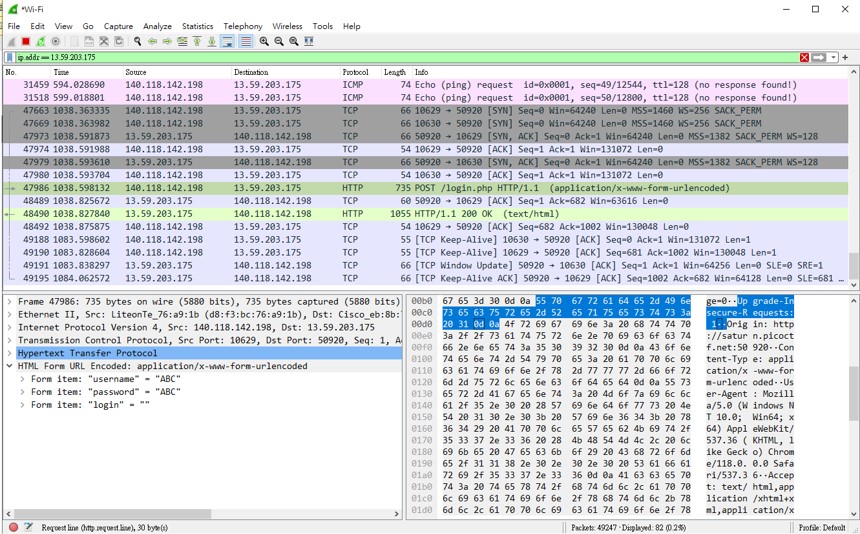 *Wi-Fi
File Edit View Go Capture Analyze Statistics Telephony Wireless Tools Help
ip.addr == 13.59.203.175
No. Time Source Destination Protocol Length Info
31459 594.028690 140.118.142.198 13.59.203.175 ICMP 74 Echo (ping) request id=0x0001, seq=49/12544, ttl=128 (no response found!)
31518 599.018801 140.118.142.198 13.59.203.175 ICMP 74 Echo (ping) request id=0x0001, seq=50/12800, ttl=128 (no response found!)
47663 1038.363335 140.118.142.198 13.59.203.175 TCP 66 10629 → 50920 [SYN] Seq=0 Win=64240 Len=0 MSS=1460 WS=256 SACK_PERM
47669 1038.363982 140.118.142.198 13.59.203.175 TCP 66 10630 → 50920 [SYN] Seq=0 Win=64240 Len=0 MSS=1460 WS=256 SACK_PERM
47973 1038.591873 13.59.203.175 140.118.142.198 TCP 66 50920 → 10629 [SYN, ACK] Seq=0 Ack=1 Win=64240 Len=0 MSS=1382 SACK_PERM WS=128
47974 1038.591988 140.118.142.198 13.59.203.175 TCP 54 10629 → 50920 [ACK] Seq=1 Ack=1 Win=131072 Len=0
47979 1038.593610 13.59.203.175 140.118.142.198 TCP 66 50920 → 10630 [SYN, ACK] Seq=0 Ack=1 Win=64240 Len=0 MSS=1382 SACK_PERM WS=128
47980 1038.593704 140.118.142.198 13.59.203.175 TCP 54 10630 → 50920 [ACK] Seq=1 Ack=1 Win=131072 Len=0
47986 1038.598132 140.118.142.198 13.59.203.175 HTTP 735 POST /login.php HTTP/1.1 (application/x-www-form-urlencoded)
48489 1038.825672 13.59.203.175 140.118.142.198 TCP 60 50920 → 10629 [ACK] Seq=1 Ack=682 Win=63616 Len=0
48490 1038.827840 13.59.203.175 140.118.142.198 HTTP 1055 HTTP/1.1 200 OK (text/html)
48492 1038.875875 140.118.142.198 13.59.203.175 TCP 54 10629 → 50920 [ACK] Seq=682 Ack=1002 Win=130048 Len=0
49188 1083.598602 140.118.142.198 13.59.203.175 TCP 55 [TCP Keep-Alive] 10630 → 50920 [ACK] Seq=0 Ack=1 Win=131072 Len=1
49190 1083.828604 140.118.142.198 13.59.203.175 TCP 55 [TCP Keep-Alive] 10629 → 50920 [ACK] Seq=681 Ack=1002 Win=130048 Len=1
49191 1083.838297 13.59.203.175 140.118.142.198 TCP 66 [TCP Window Update] 50920 → 10630 [ACK] Seq=1 Ack=1 Win=64256 Len=0 SLE=0 SRE=1
49195 1084.062572 13.59.203.175 140.118.142.198 TCP 66 [TCP Keep-Alive ACK] 50920 → 10629 [ACK] Seq=1002 Ack=682 Win=64128 Len=0 SLE=681 …
Frame 47986: 735 bytes on wire (5880 bits), 735 bytes captured (5880 bits)
Ethernet II, Src: LiteonTe_76:a9:1b (d8:f3:bc:76:a9:1b), Dst: Cisco_eb:8b:
Internet Protocol Version 4, Src: 140.118.142.198, Dst: 13.59.203.175
Transmission Control Protocol, Src Port: 10629, Dst Port: 50920, Seq: 1, A
Hypertext Transfer Protocol
HTML Form URL Encoded: application/x-www-form-urlencoded
Form item: "username" = "ABC"
Form item: "password" = "ABC"
Form item: "login" = ""
00b0 67 65 3d 30 0d 0a 55 70 67 72 61 64 65 2d 49 6e ge=0··Up grade-In
00c0 73 65 63 75 72 65 2d 52 65 71 75 65 73 74 73 3a secure-R equests:
00d0 20 31 0d 0a 4f 72 69 67 69 6e 3a 20 68 74 74 70 1··Orig in: http
00e0 3a 2f 2f 73 61 74 75 72 6e 2e 70 69 63 6f 63 74 ://satur n.picoct
00f0 66 2e 6e 65 74 3a 35 30 39 32 30 0d 0a 43 6f 6e f.net:50 920··Con
0100 74 65 6e 74 2d 54 79 70 65 3a 20 61 70 70 6c 69 tent-Typ e: appli
0110 63 61 74 69 6f 6e 2f 78 2d 77 77 77 2d 66 6f 72 cation/x -www-for
0120 6d 2d 75 72 6c 65 6e 63 6f 64 65 64 0d 0a 55 73 m-urlenc oded··Us
0130 65 72 2d 41 67 65 6e 74 3a 20 4d 6f 7a 69 6c 6c er-Agent : Mozill
0140 61 2f 35 2e 30 20 28 57 69 6e 64 6f 77 73 20 4e a/5.0 (W indows N
0150 54 20 31 30 2e 30 3b 20 57 69 6e 36 34 3b 20 78 T 10.0; Win64; x
0160 36 34 29 20 41 70 70 6c 65 57 65 62 4b 69 74 2f 64) Appl eWebKit/
0170 35 33 37 2e 33 36 20 28 4b 48 54 4d 4c 2c 20 6c 537.36 ( KHTML, l
0180 69 6b 65 20 47 65 63 6b 6f 29 20 43 68 72 6f 6d ike Geck o) Chrom
0190 65 2f 31 31 38 2e 30 2e 30 2e 30 20 53 61 66 61 e/118.0. 0.0 Safa
01a0 72 69 2f 35 33 37 2e 33 36 0d 0a 41 63 63 65 70 ri/537.3 6··Accep
01b0 74 3a 20 74 65 78 74 2f 68 74 6d 6c 2c 61 70 70 t: text/ html,app
01c0 6c 69 63 61 74 69 6f 6e 2f 78 68 74 6d 6c 2b 78 lication /xhtml+x
01d0 6d 6c 2c 61 70 70 6c 69 63 61 74 69 6f 6e 2f 78 ml,appli cation/x
Request line (http.request.line), 30 byte(s) Packets: 49247 · Displayed: 82 (0.2%) Profile: Default